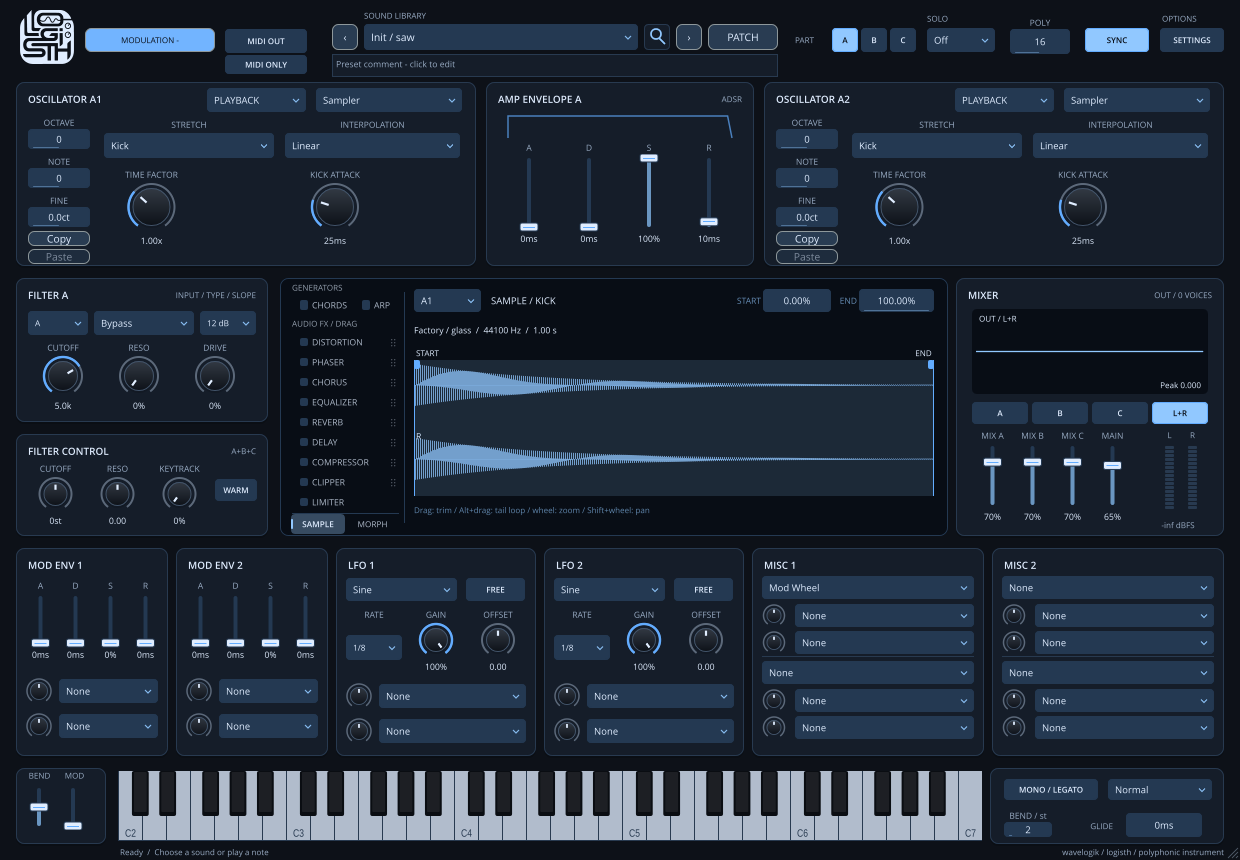 LOGISTH
MODULATION -
MIDI OUT
MIDI ONLY
SOUND LIBRARY
‹ Init / saw › PATCH
Preset comment - click to edit
PART A B C
SOLO
Off
POLY
16
SYNC
OPTIONS
SETTINGS
OSCILLATOR A1 PLAYBACK Sampler
OCTAVE
0
NOTE
0
FINE
0.0ct
Copy
Paste
STRETCH INTERPOLATION
Kick Linear
TIME FACTOR KICK ATTACK
1.00x 25ms
AMP ENVELOPE A ADSR
A D S R
0ms 0ms 100% 10ms
OSCILLATOR A2 PLAYBACK Sampler
OCTAVE
0
NOTE
0
FINE
0.0ct
Copy
Paste
STRETCH INTERPOLATION
Kick Linear
TIME FACTOR KICK ATTACK
1.00x 25ms
FILTER A INPUT / TYPE / SLOPE
A Bypass 12 dB
CUTOFF RESO DRIVE
5.0k 0% 0%
FILTER CONTROL A+B+C
CUTOFF RESO KEYTRACK
WARM
0st 0.00 0%
GENERATORS
CHORDS ARP
AUDIO FX / DRAG
DISTORTION
PHASER
CHORUS
EQUALIZER
REVERB
DELAY
COMPRESSOR
CLIPPER
LIMITER
SAMPLE MORPH
A1 SAMPLE / KICK START 0.00% END 100.00%
Factory / glass / 44100 Hz / 1.00 s
START END
R
Drag: trim / Alt+drag: tail loop / wheel: zoom / Shift+wheel: pan
MIXER OUT / 0 VOICES
OUT / L+R
Peak 0.000
A B C L+R
MIX A MIX B MIX C MAIN L R
70% 70% 70% 65%
-inf dBFS
MOD ENV 1
A D S R
0ms 0ms 0% 0ms
None
None
MOD ENV 2
A D S R
0ms 0ms 0% 0ms
None
None
LFO 1
Sine FREE
RATE GAIN OFFSET
1/8
100% 0.00
None
None
LFO 2
Sine FREE
RATE GAIN OFFSET
1/8
100% 0.00
None
None
MISC 1
Mod Wheel
None
None
None
None
None
MISC 2
None
None
None
None
None
None
BEND MOD
C2 C3 C4 C5 C6 C7
MONO / LEGATO Normal
BEND / st
2
GLIDE 0ms
Ready / Choose a sound or play a note
wavelogik / logisth / polyphonic instrument